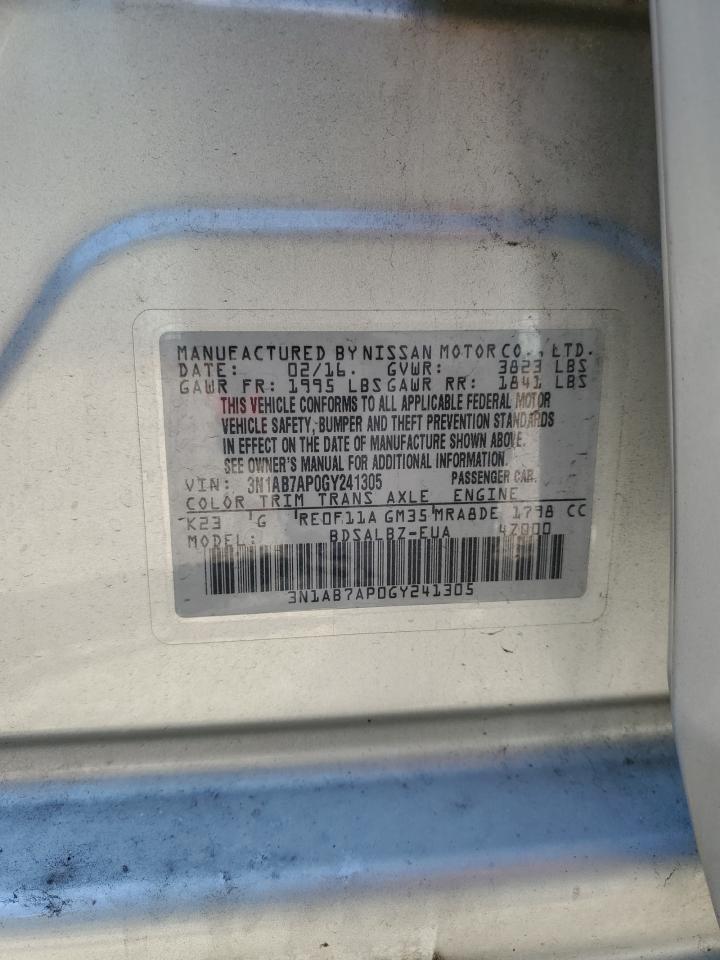 MANUFACTURED BY NISSAN MOTOR CO., LTD.
DATE: 02/16. GVWR: 3823 LBS
GAWR FR: 1995 LBS GAWR RR: 1841 LBS
THIS VEHICLE CONFORMS TO ALL APPLICABLE FEDERAL MOTOR
VEHICLE SAFETY, BUMPER AND THEFT PREVENTION STANDARDS
IN EFFECT ON THE DATE OF MANUFACTURE SHOWN ABOVE.
SEE OWNER'S MANUAL FOR ADDITIONAL INFORMATION.
VIN: 3N1AB7AP0GY241305 PASSENGER CAR
COLOR TRIM TRANS AXLE ENGINE
K23 G RE0F11A GM35 MRA8DE 1798 CC
MODEL: BDSALBZ-EUA 4Z000
3N1AB7AP0GY241305